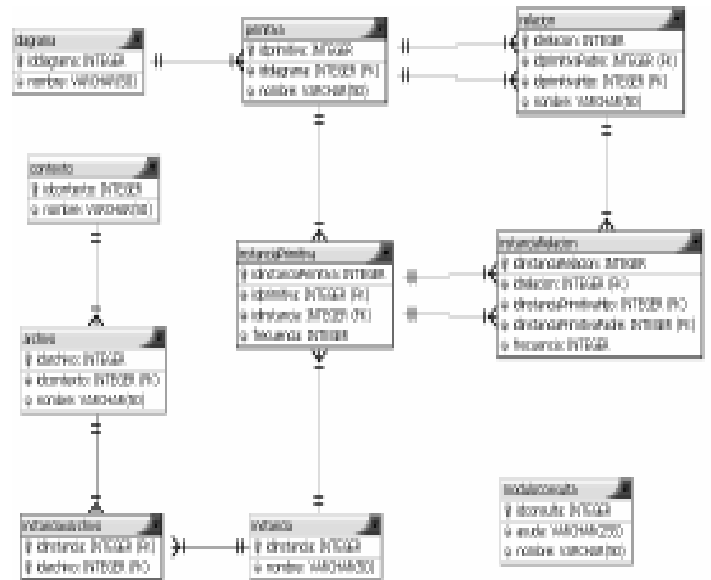 diagrama
iddiagrama: INTEGER
nombre: VARCHAR(50)
primitiva
idprimitiva: INTEGER
iddiagrama: INTEGER (FK)
nombre: VARCHAR(50)
relacion
idrelacion: INTEGER
idprimitivaPadre: INTEGER (FK)
idprimitivaHijo: INTEGER (FK)
nombre: VARCHAR(50)
contexto
idcontexto: INTEGER
nombre: VARCHAR(50)
instanciaPrimitiva
idinstanciaPrimitiva: INTEGER
idprimitiva: INTEGER (FK)
idinstancia: INTEGER (FK)
frecuencia: INTEGER
instanciaRelacion
idinstanciaRelacion: INTEGER
idrelacion: INTEGER (FK)
idinstanciaPrimitivaHijo: INTEGER (FK)
idinstanciaPrimitivaPadre: INTEGER (FK)
frecuencia: INTEGER
archivo
idarchivo: INTEGER
idcontexto: INTEGER (FK)
nombre: VARCHAR(50)
instanciaarchivo
idinstancia: INTEGER (FK)
idarchivo: INTEGER (FK)
instancia
idinstancia: INTEGER
nombre: VARCHAR(50)
moduloconsulta
idconsulta: INTEGER
ayuda: VARCHAR(255)
nombre: VARCHAR(50)